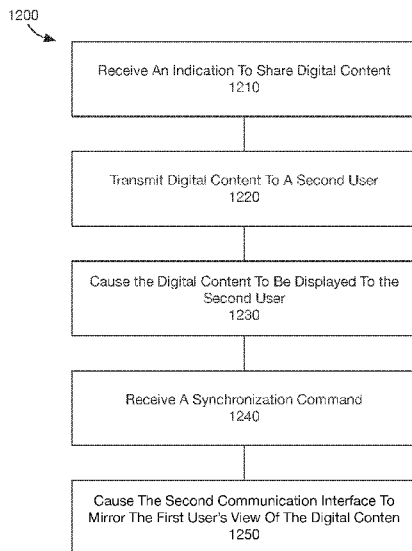 1200
Receive An Indication To Share Digital Content
1210
Transmit Digital Content To A Second User
1220
Cause the Digital Content To Be Displayed To the
Second User
1230
Receive A Synchronization Command
1240
Cause The Second Communication Interface To
Mirror The First User's View Of The Digital Conten
1250